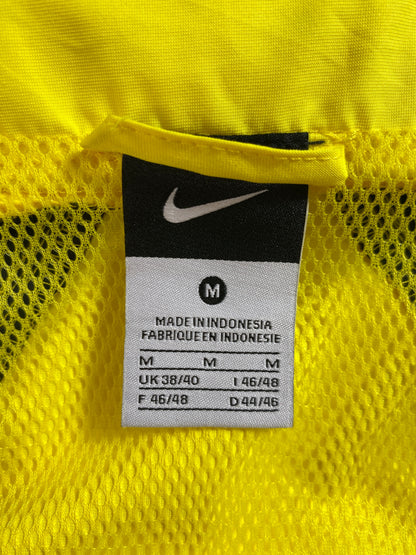 M
MADE IN INDONESIA
FABRIQUE EN INDONESIE
M M M
UK 38/40 I 46/48
F 46/48 D 44/46